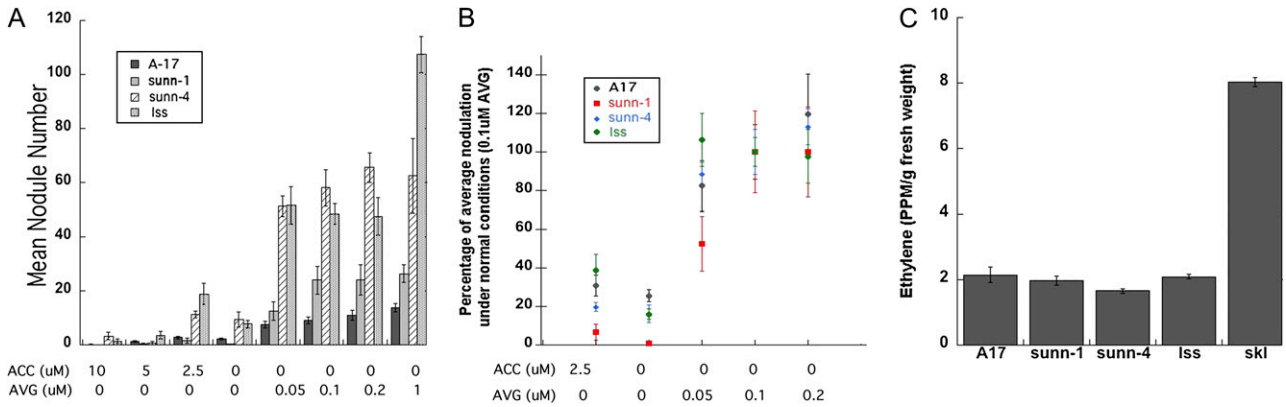 A
Mean Nodule Number
120
100
80
60
40
20
0
A-17
sunn-1
sunn-4
lss
ACC (uM) 10 5 2.5 0 0 0 0 0
AVG (uM) 0 0 0 0 0.05 0.1 0.2 1
B
Percentage of average nodulation
under normal conditions (0.1uM AVG)
140
120
100
80
60
40
20
0
A17
sunn-1
sunn-4
lss
ACC (uM) 2.5 0 0 0 0
AVG (uM) 0 0 0.05 0.1 0.2
C
Ethylene (PPM/g fresh weight)
10
8
6
4
2
0
A17 sunn-1 sunn-4 lss skl